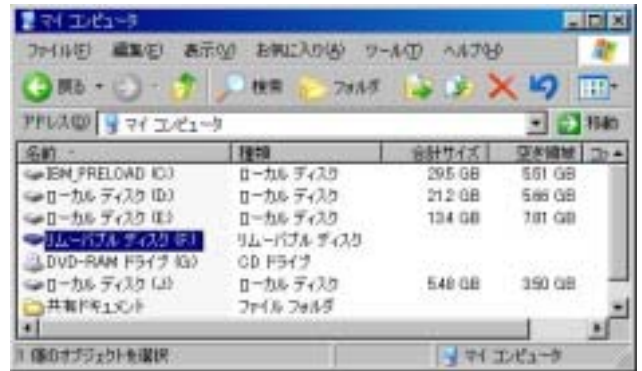 マイ コンピュータ
ファイル(F) 編集(E) 表示(V) お気に入り(A) ツール(T) ヘルプ(H)
戻る 検索 フォルダ
アドレス(D) マイ コンピュータ 移動
名前 種類 合計サイズ 空き領域 コ
IBM_PRELOAD (C:) ローカル ディスク 29.5 GB 5.51 GB
ローカル ディスク (D:) ローカル ディスク 21.2 GB 5.66 GB
ローカル ディスク (E:) ローカル ディスク 13.4 GB 7.81 GB
リムーバブル ディスク (F:) リムーバブル ディスク
DVD-RAM ドライブ (G:) CD ドライブ
ローカル ディスク (J:) ローカル ディスク 5.48 GB 3.50 GB
共有ドキュメント ファイル フォルダ
1 個のオブジェクトを選択 マイ コンピュータ